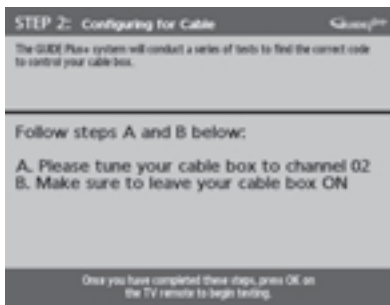 STEP 2: Configuring for Cable
The GUIDE Plus+ system will conduct a series of tests to find the correct code
to control your cable box.
Follow steps A and B below:
A. Please tune your cable box to channel 02
B. Make sure to leave your cable box ON
Once you have completed these steps, press OK on
the TV remote to begin testing.